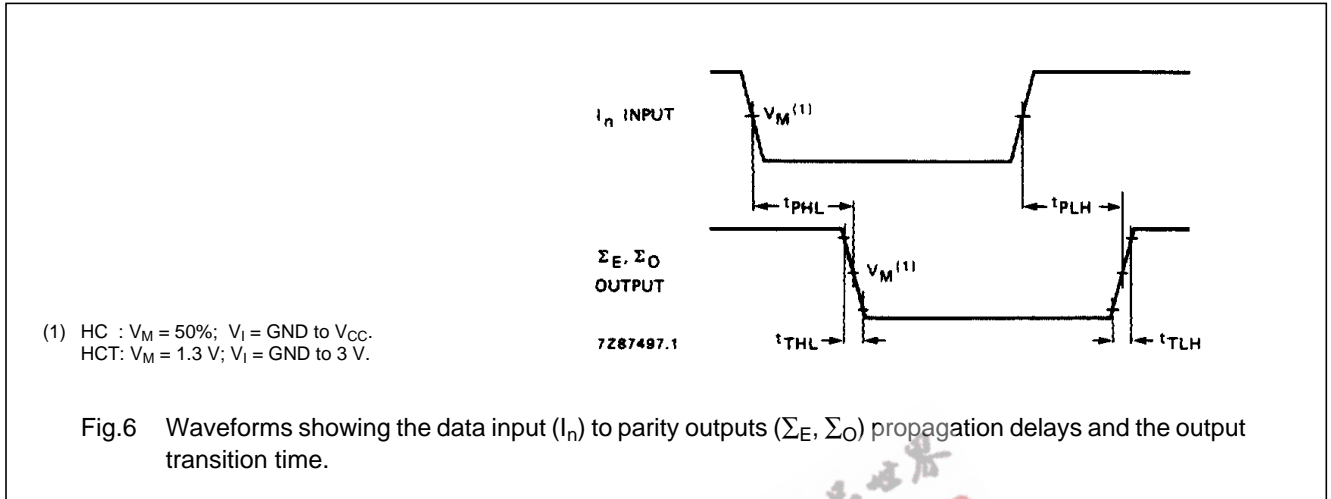 Iₙ INPUT
V_M(1)
t_PHL
t_PLH
Σ_E, Σ_O
OUTPUT
V_M(1)
7Z87497.1
t_THL
t_TLH
(1) HC : V_M = 50%; V_I = GND to V_CC.
HCT: V_M = 1.3 V; V_I = GND to 3 V.
Fig.6 Waveforms showing the data input (Iₙ) to parity outputs (Σ_E, Σ_O) propagation delays and the output
transition time.